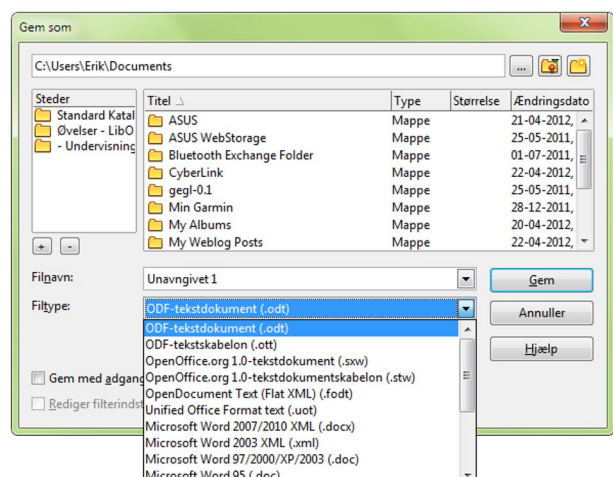 Gem som
C:\Users\Erik\Documents
...
Steder
Standard Katal
Øvelser - LibO
- Undervisning
Titel Type Størrelse Ændringsdato
ASUS Mappe 21-04-2012,
ASUS WebStorage Mappe 25-05-2011,
Bluetooth Exchange Folder Mappe 01-07-2011,
CyberLink Mappe 22-04-2012,
gegl-0.1 Mappe 25-05-2011,
Min Garmin Mappe 28-12-2011,
My Albums Mappe 20-04-2012,
My Weblog Posts Mappe 22-04-2012,
+ -
Filnavn: Unavngivet 1 Gem
Filtype: ODF-tekstdokument (.odt) Annuller
ODF-tekstdokument (.odt)
ODF-tekstskabelon (.ott)
Hjælp
OpenOffice.org 1.0-tekstdokument (.sxw)
Gem med adgang OpenOffice.org 1.0-tekstdokumentskabelon (.stw)
OpenDocument Text (Flat XML) (.fodt)
Rediger filterindst Unified Office Format text (.uot)
Microsoft Word 2007/2010 XML (.docx)
Microsoft Word 2003 XML (.xml)
Microsoft Word 97/2000/XP/2003 (.doc)
Microsoft Word 95 (.doc)